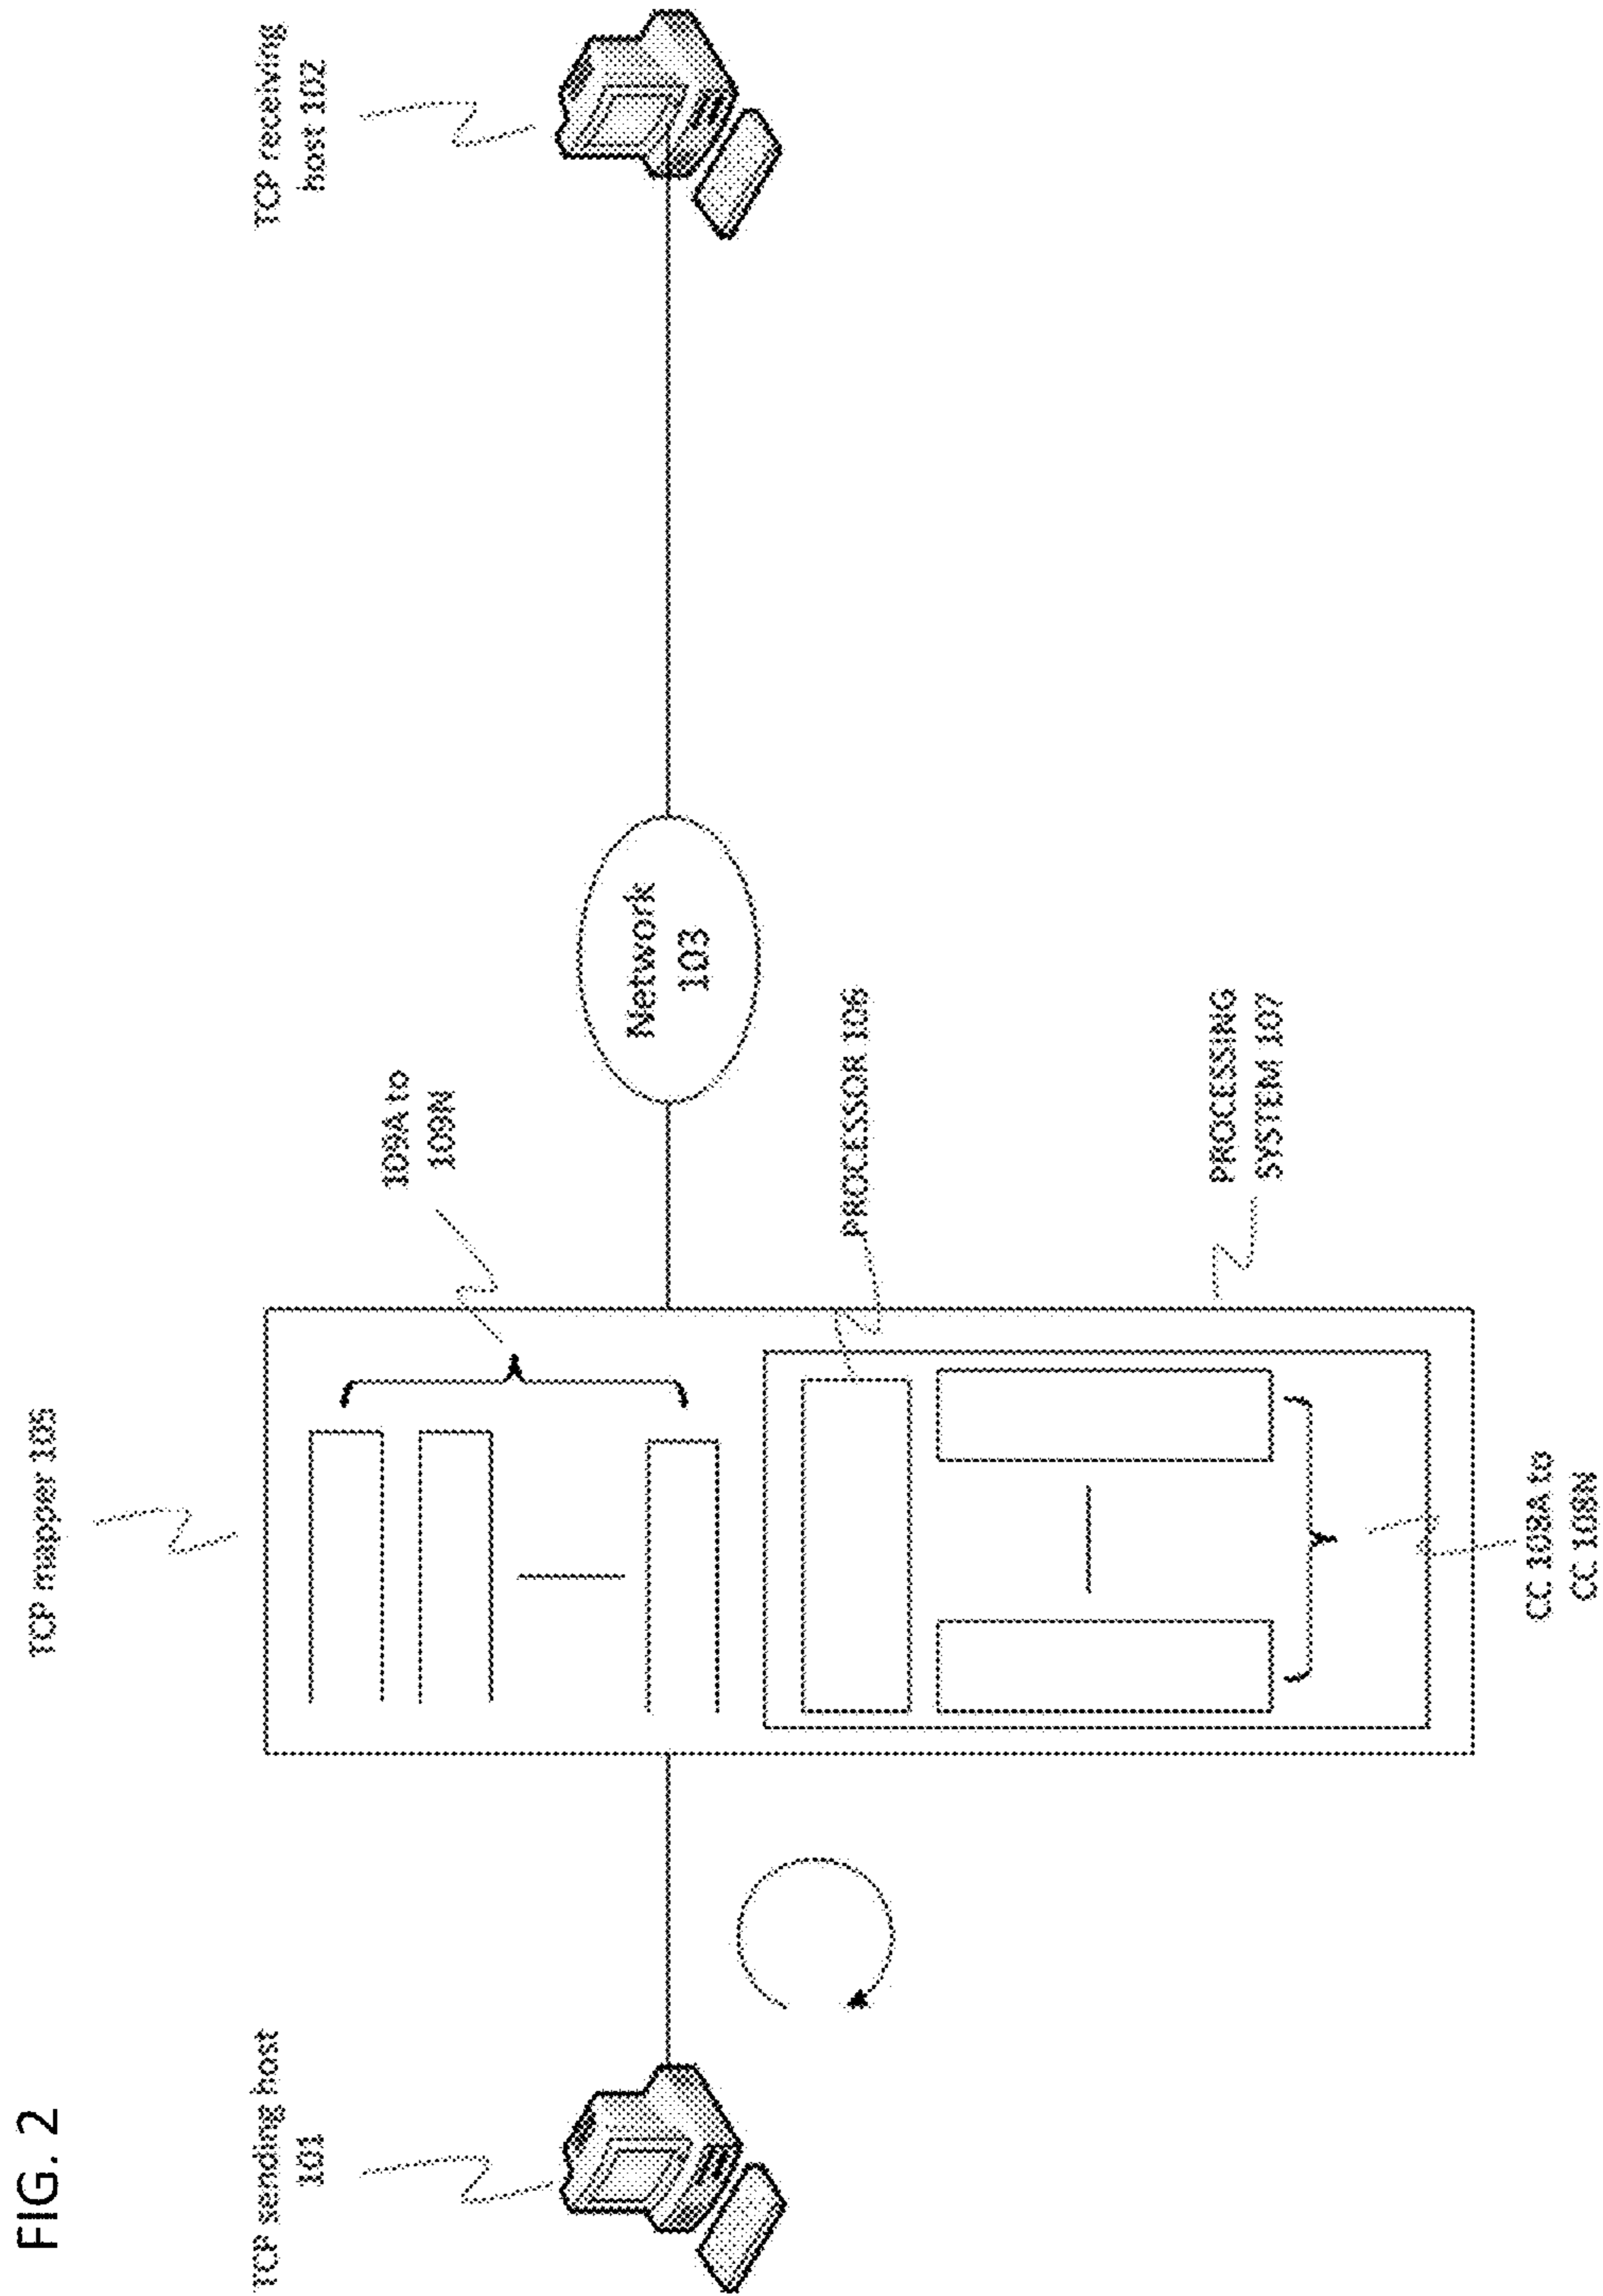 FIG. 2
TCP mapper 105
TCP sending host
101
TCP receiving
host 102
109A to
109N
Network
103
PROCESSOR 106
PROCESSING
SYSTEM 107
CC 108A to
CC 108N